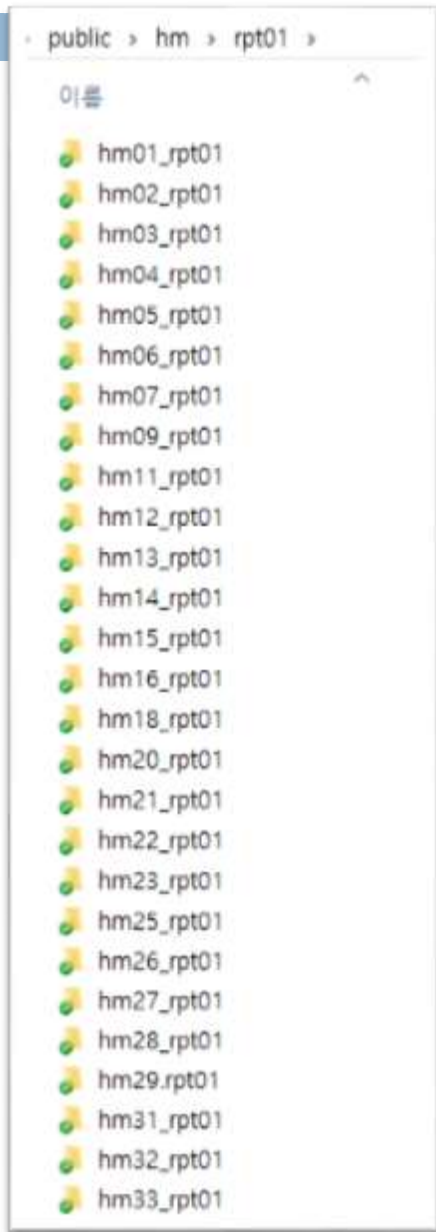 public > hm > rpt01 >
이름
hm01_rpt01
hm02_rpt01
hm03_rpt01
hm04_rpt01
hm05_rpt01
hm06_rpt01
hm07_rpt01
hm09_rpt01
hm11_rpt01
hm12_rpt01
hm13_rpt01
hm14_rpt01
hm15_rpt01
hm16_rpt01
hm18_rpt01
hm20_rpt01
hm21_rpt01
hm22_rpt01
hm23_rpt01
hm25_rpt01
hm26_rpt01
hm27_rpt01
hm28_rpt01
hm29.rpt01
hm31_rpt01
hm32_rpt01
hm33_rpt01